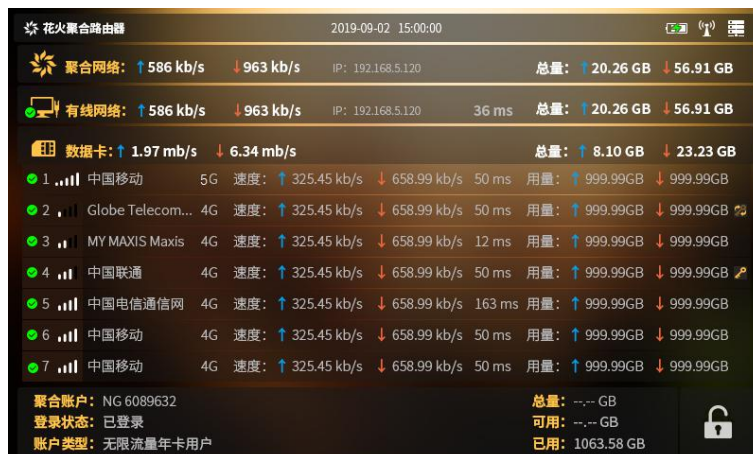 花火聚合路由器 2019-09-02 15:00:00
聚合网络: ↑ 586 kb/s ↓ 963 kb/s IP: 192.168.5.120 总量: ↑ 20.26 GB ↓ 56.91 GB
有线网络: ↑ 586 kb/s ↓ 963 kb/s IP: 192.168.5.120 36 ms 总量: ↑ 20.26 GB ↓ 56.91 GB
数据卡: ↑ 1.97 mb/s ↓ 6.34 mb/s 总量: ↑ 8.10 GB ↓ 23.23 GB
1 中国移动 5G 速度: ↑ 325.45 kb/s ↓ 658.99 kb/s 50 ms 用量: ↑ 999.99GB ↓ 999.99GB
2 Globe Telecom... 4G 速度: ↑ 325.45 kb/s ↓ 658.99 kb/s 50 ms 用量: ↑ 999.99GB ↓ 999.99GB
3 MY MAXIS Maxis 4G 速度: ↑ 325.45 kb/s ↓ 658.99 kb/s 12 ms 用量: ↑ 999.99GB ↓ 999.99GB
4 中国联通 4G 速度: ↑ 325.45 kb/s ↓ 658.99 kb/s 50 ms 用量: ↑ 999.99GB ↓ 999.99GB
5 中国电信通信网 4G 速度: ↑ 325.45 kb/s ↓ 658.99 kb/s 163 ms 用量: ↑ 999.99GB ↓ 999.99GB
6 中国移动 4G 速度: ↑ 325.45 kb/s ↓ 658.99 kb/s 50 ms 用量: ↑ 999.99GB ↓ 999.99GB
7 中国移动 4G 速度: ↑ 325.45 kb/s ↓ 658.99 kb/s 50 ms 用量: ↑ 999.99GB ↓ 999.99GB
聚合账户: NG 6089632 总量: --.-- GB
登录状态: 已登录 可用: --.-- GB
账户类型: 无限流量年卡用户 已用: 1063.58 GB